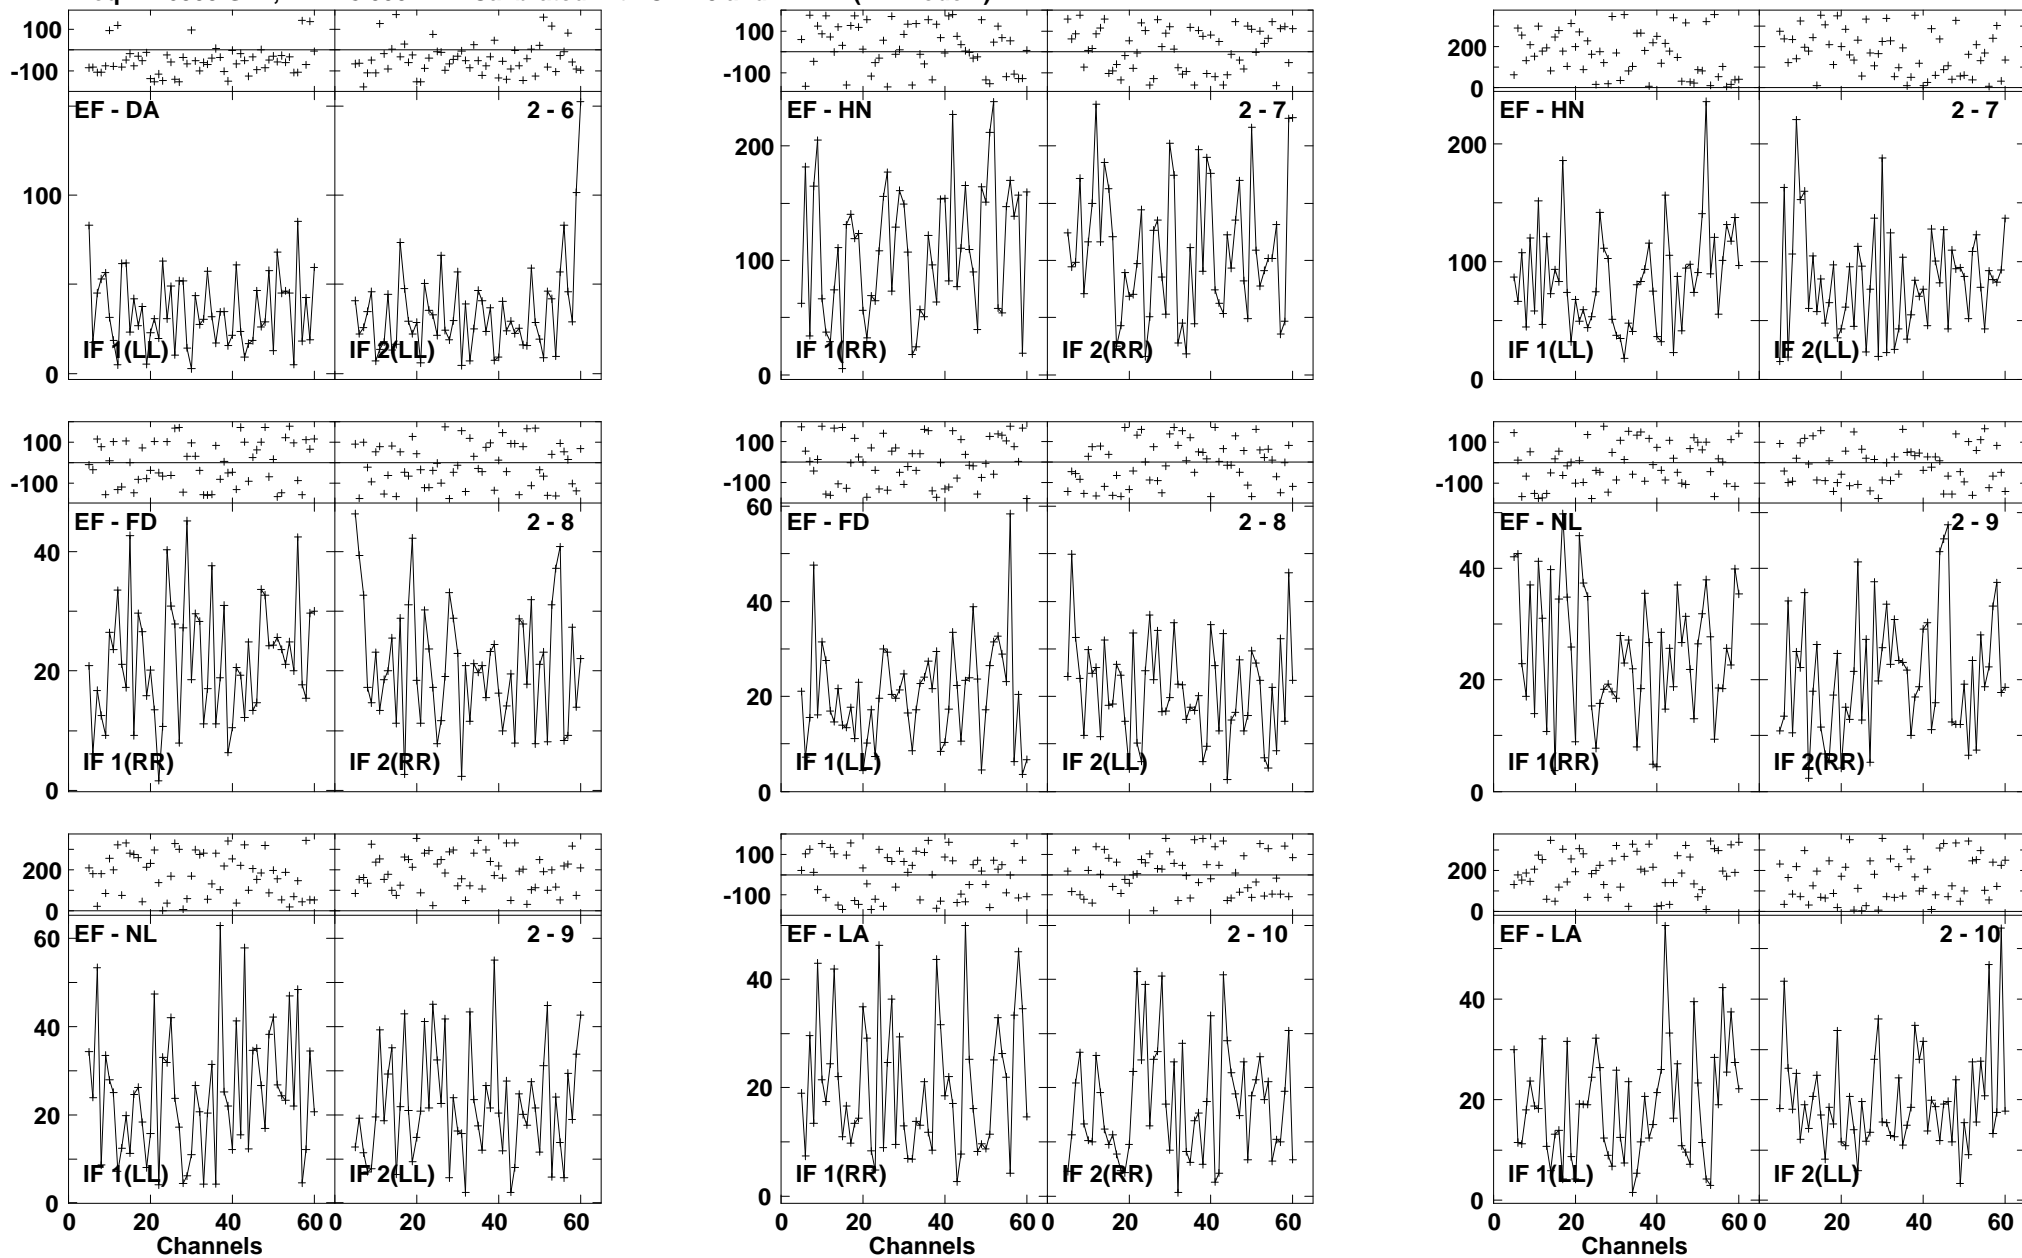 100
-100
EF - DA
2 - 6
100
0
IF 1(LL)
IF 2(LL)
100
-100
EF - HN
2 - 7
200
100
0
IF 1(RR)
IF 2(RR)
200
0
EF - HN
2 - 7
200
100
0
IF 1(LL)
IF 2(LL)
100
-100
EF - FD
2 - 8
40
20
0
IF 1(RR)
IF 2(RR)
100
-100
60
EF - FD
2 - 8
40
20
0
IF 1(LL)
IF 2(LL)
100
-100
EF - NL
2 - 9
40
20
0
IF 1(RR)
IF 2(RR)
200
0
EF - NL
2 - 9
60
40
20
0
IF 1(LL)
IF 2(LL)
0 20 40 60 0 20 40 60
Channels
100
-100
EF - LA
2 - 10
40
20
0
IF 1(RR)
IF 2(RR)
0 20 40 60 0 20 40 60
Channels
200
0
EF - LA
2 - 10
40
20
0
IF 1(LL)
IF 2(LL)
0 20 40 60 0 20 40 60
Channels